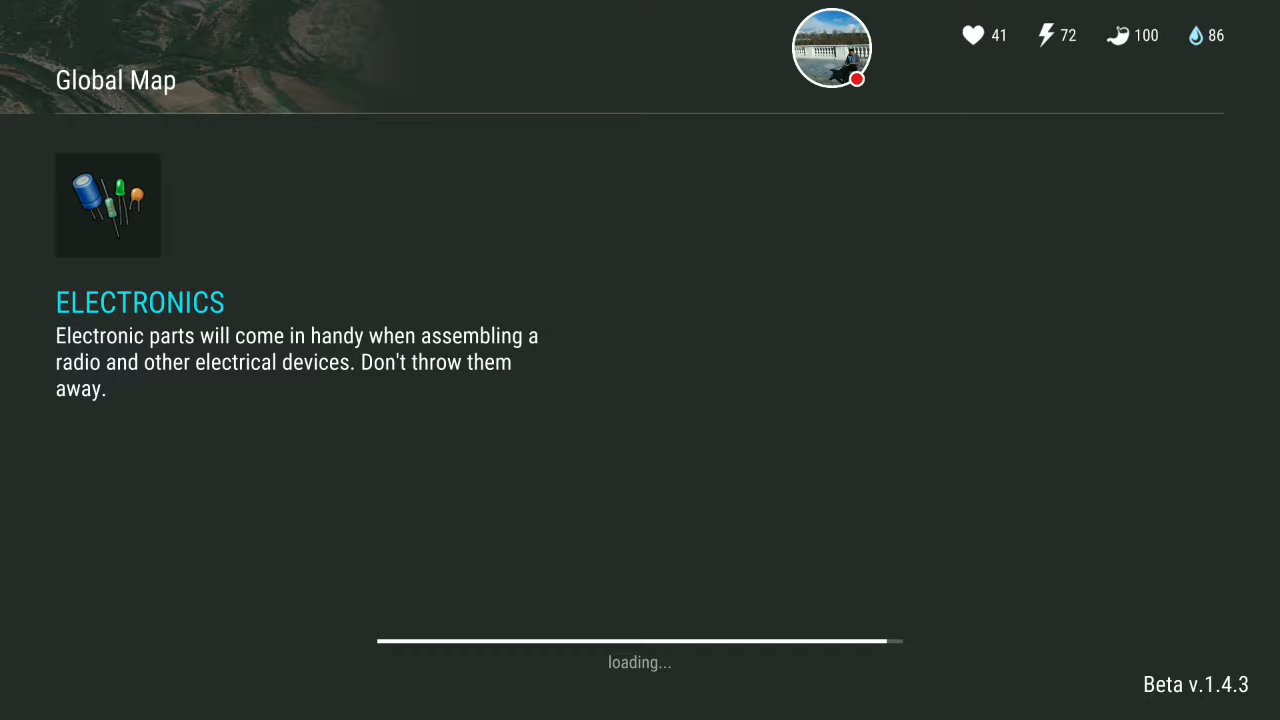 Global Map
41
72
100
86
ELECTRONICS
Electronic parts will come in handy when assembling a
radio and other electrical devices. Don't throw them
away.
loading...
Beta v.1.4.3